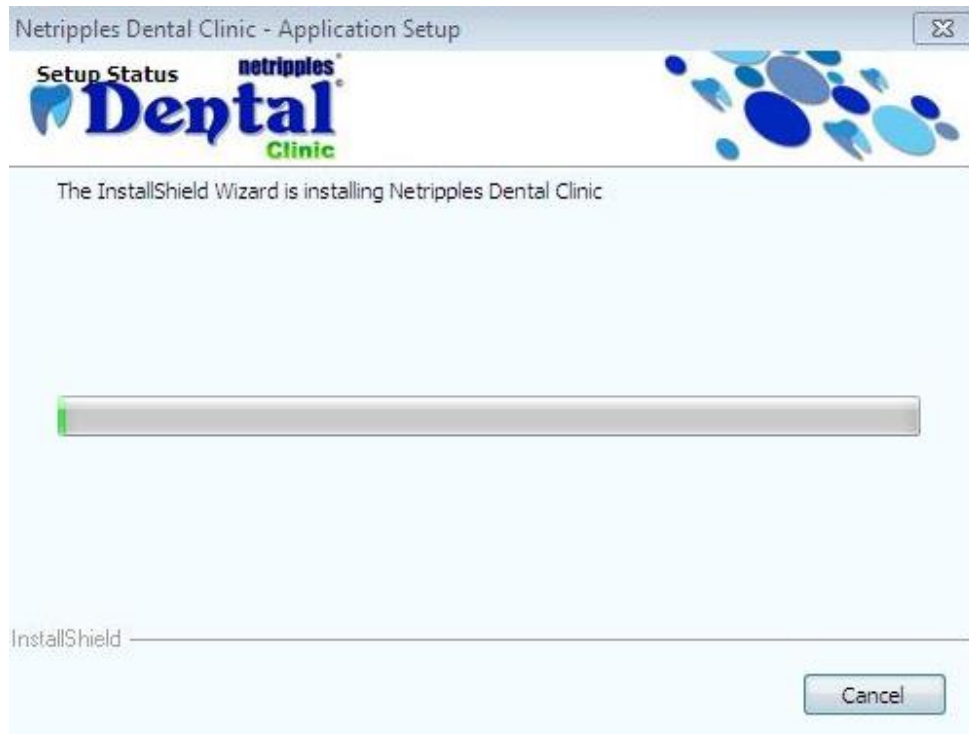 Netripples Dental Clinic - Application Setup
Setup Status
netripples
Dental
Clinic
The InstallShield Wizard is installing Netripples Dental Clinic
InstallShield
Cancel